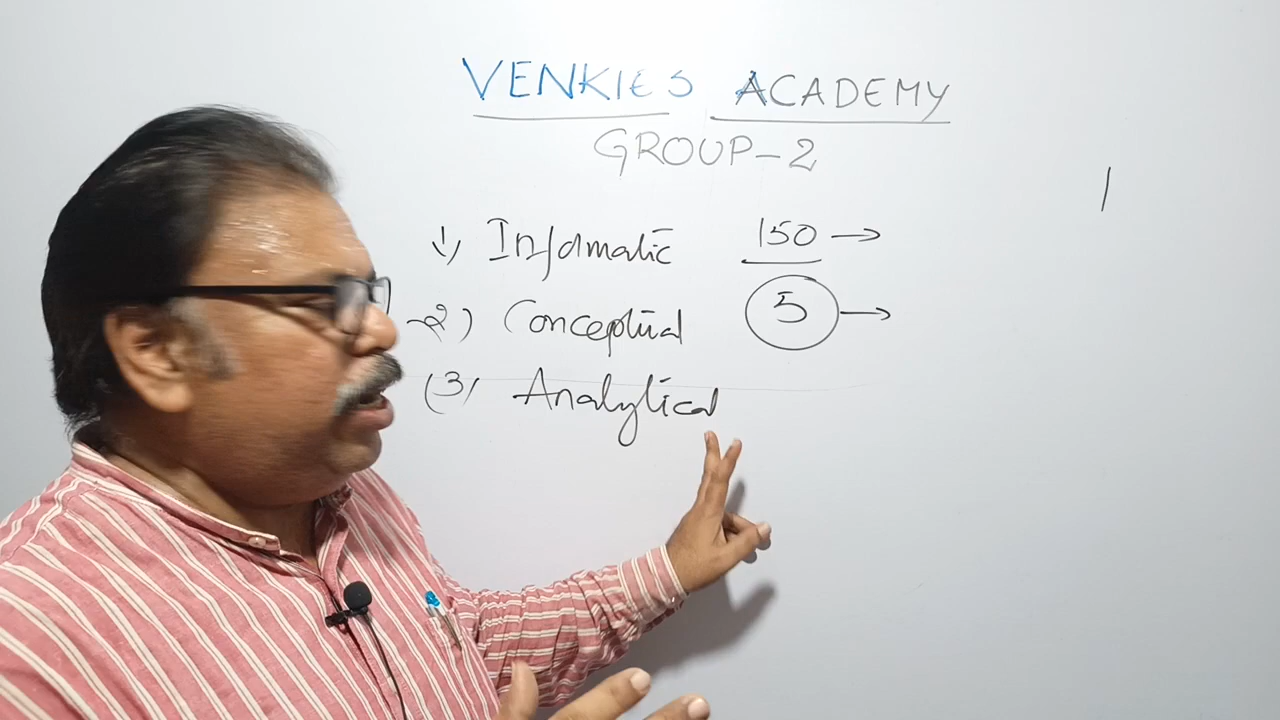 VENKIES ACADEMY
GROUP-2
1) Informatic 150 →
2) Conceptual 5 →
(3) Analytical